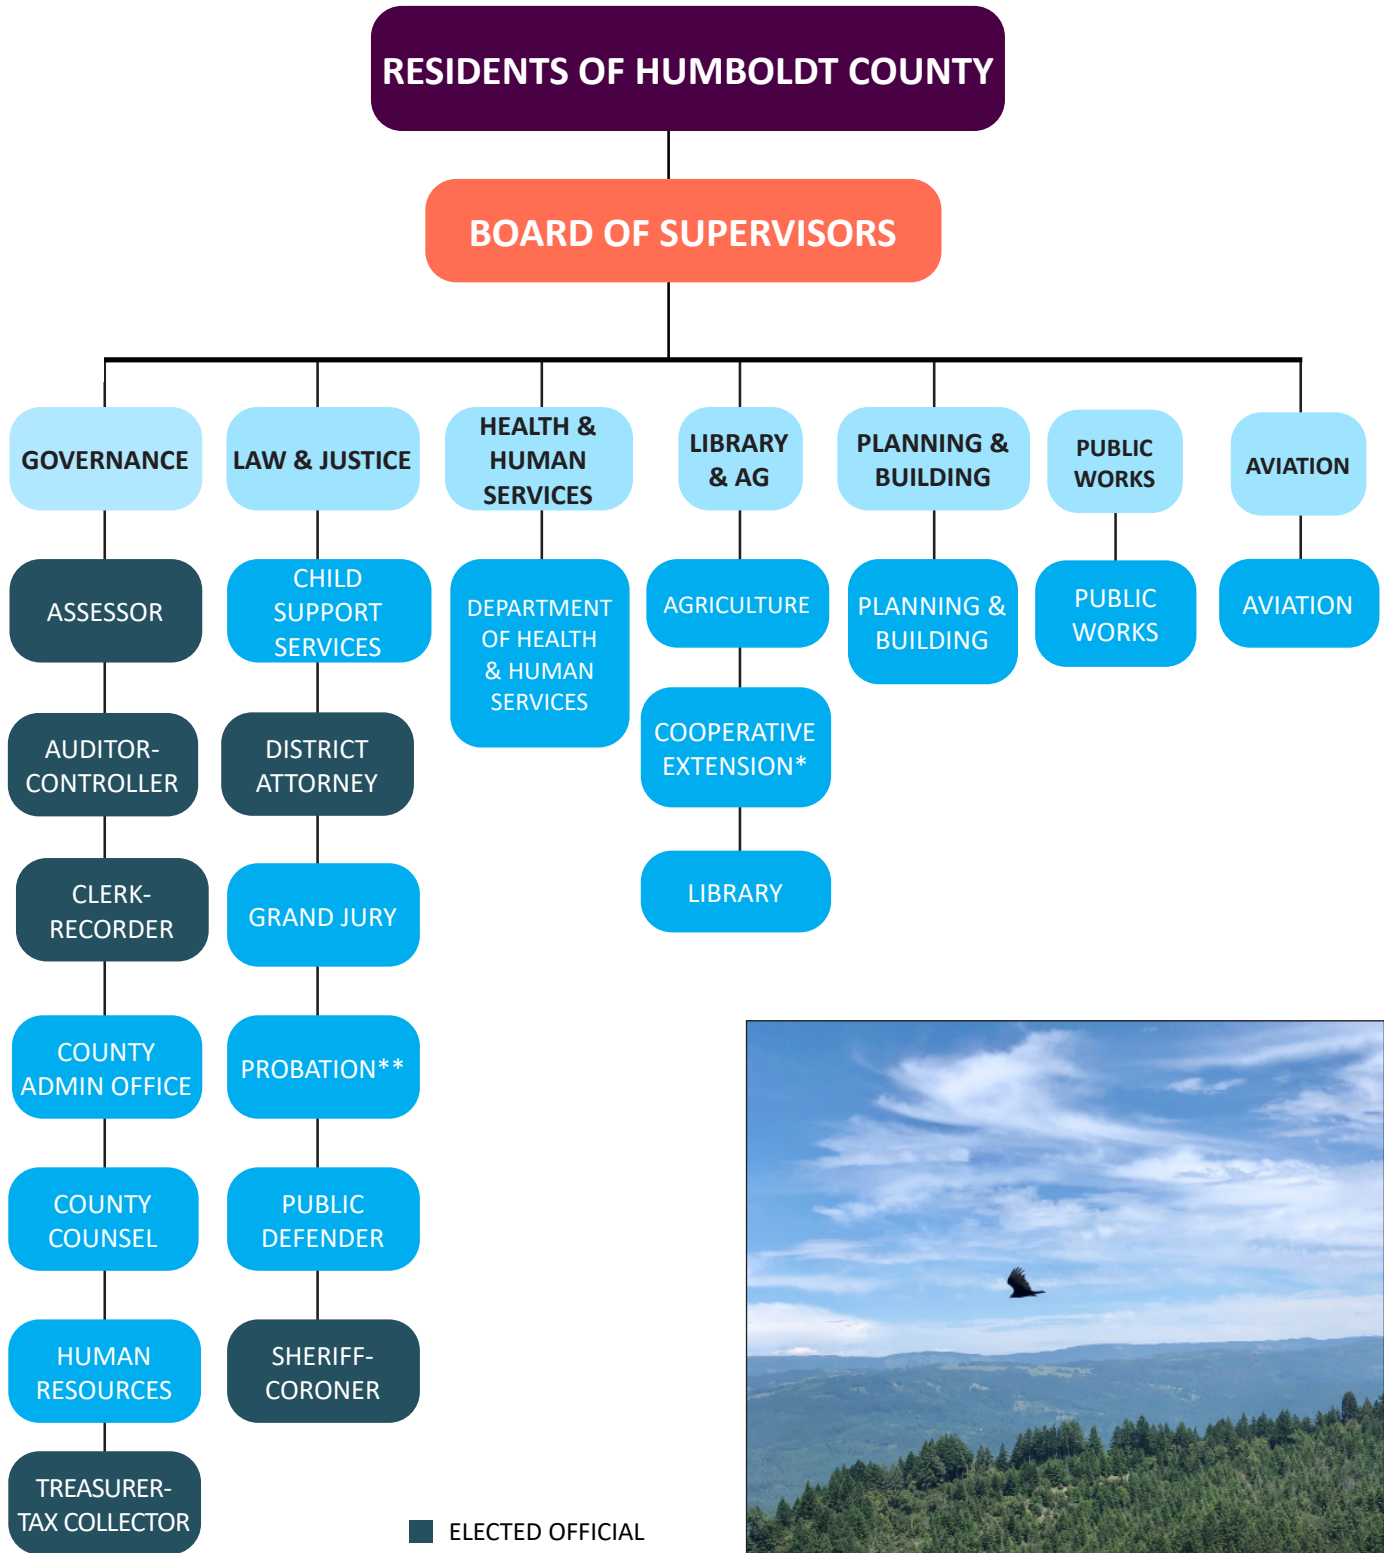 RESIDENTS OF HUMBOLDT COUNTY
BOARD OF SUPERVISORS
GOVERNANCE
LAW & JUSTICE
HEALTH &
HUMAN
SERVICES
LIBRARY
& AG
PLANNING &
BUILDING
PUBLIC
WORKS
AVIATION
ASSESSOR
AUDITOR-
CONTROLLER
CLERK-
RECORDER
COUNTY
ADMIN OFFICE
COUNTY
COUNSEL
HUMAN
RESOURCES
TREASURER-
TAX COLLECTOR
CHILD
SUPPORT
SERVICES
DISTRICT
ATTORNEY
GRAND JURY
PROBATION**
PUBLIC
DEFENDER
SHERIFF-
CORONER
DEPARTMENT
OF HEALTH
& HUMAN
SERVICES
AGRICULTURE
COOPERATIVE
EXTENSION*
LIBRARY
PLANNING &
BUILDING
PUBLIC
WORKS
AVIATION
ELECTED OFFICIAL